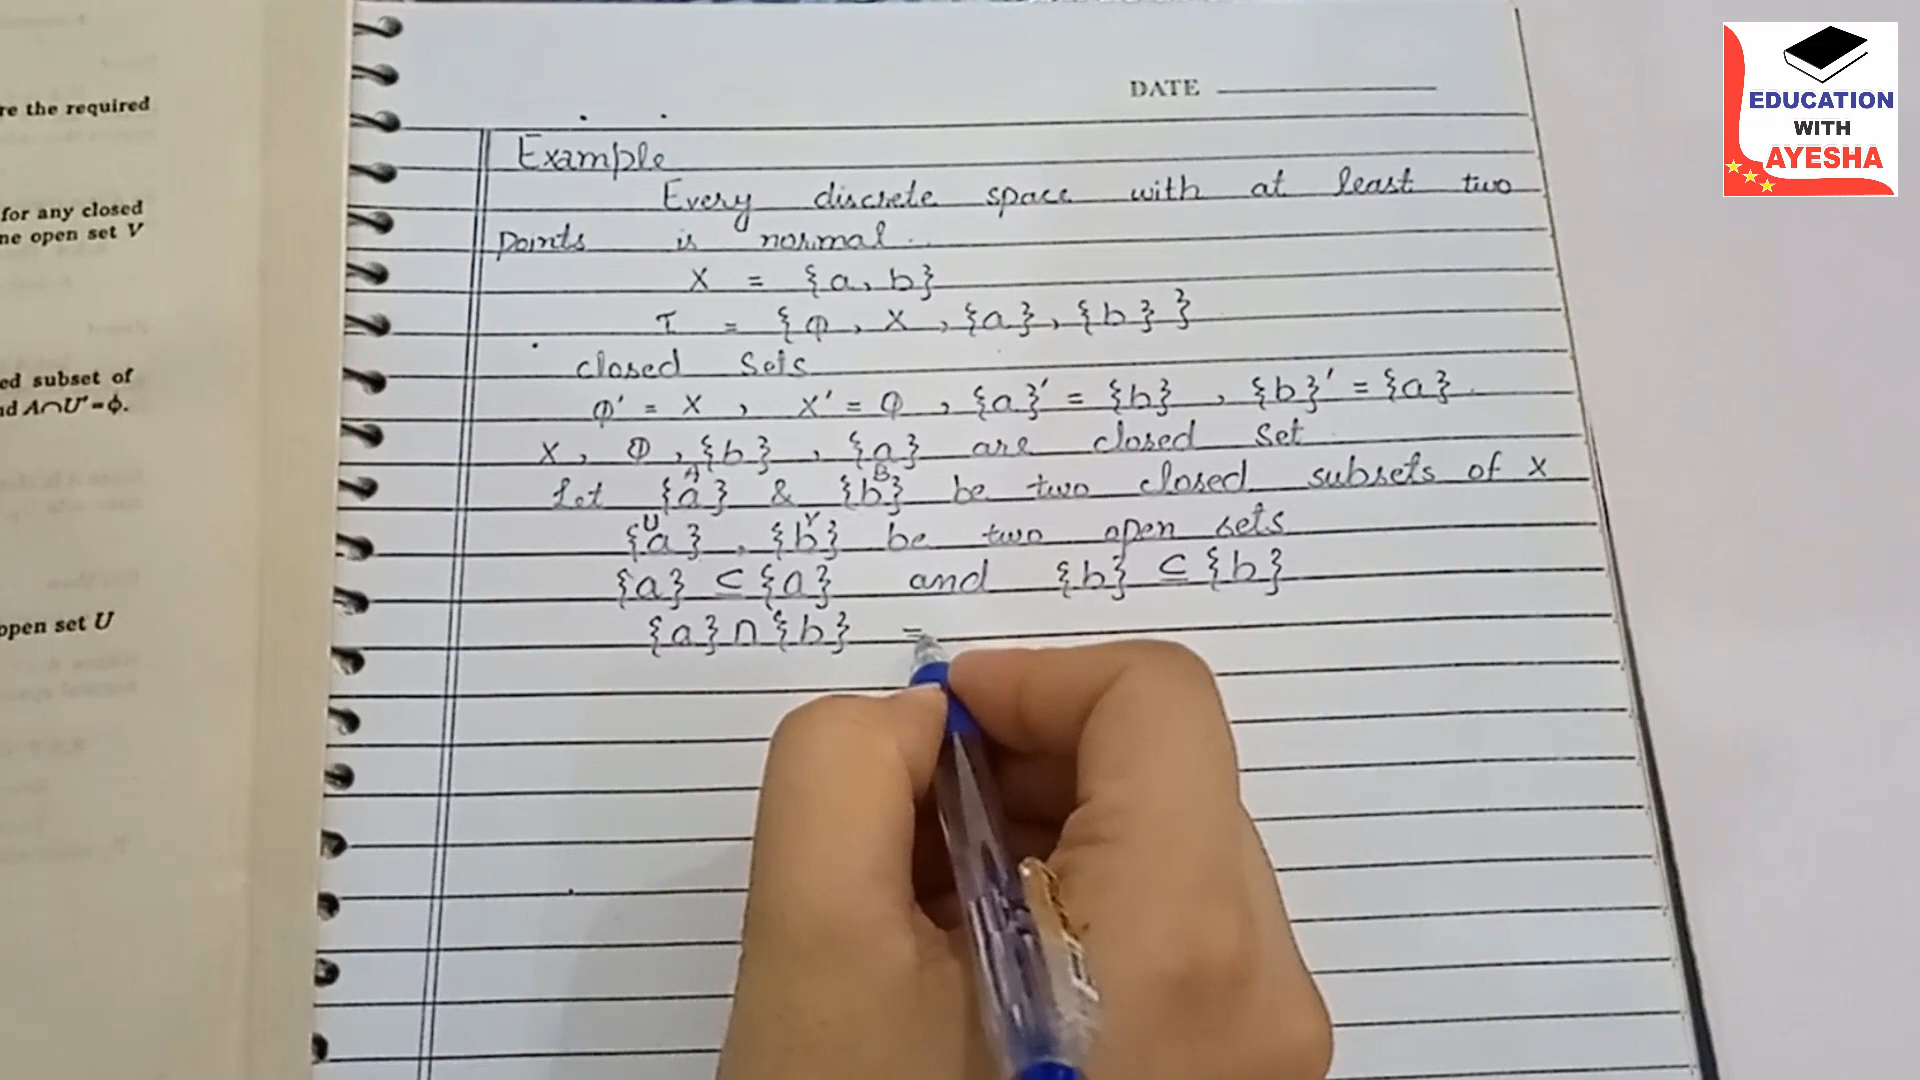 re the required
for any closed
ne open set V
ed subset of
nd A∩U' = ϕ.
open set U
DATE
EDUCATION
WITH
AYESHA
Example
Every discrete space with at least two
points is normal.
X = {a, b}
τ = {φ, X, {a}, {b}}
closed sets
φ' = X, X' = φ, {a}' = {b}, {b}' = {a}.
X, φ, {b}, {a} are closed set
A B
Let {a} & {b} be two closed subsets of X
U V
{a}, {b} be two open sets
{a} ⊆ {a} and {b} ⊆ {b}
{a} ∩ {b} =